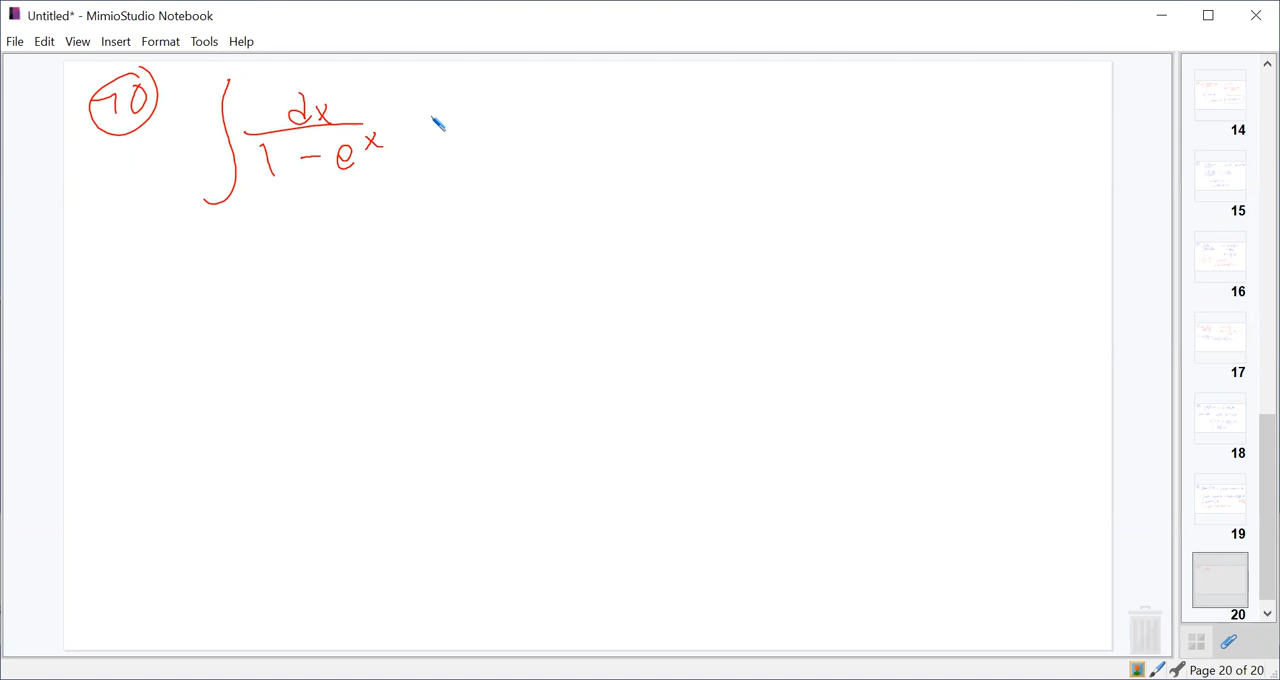 Untitled* - MimioStudio Notebook
File Edit View Insert Format Tools Help
70
∫ dx / (1 - e^x)
14
15
16
17
18
19
20
Page 20 of 20